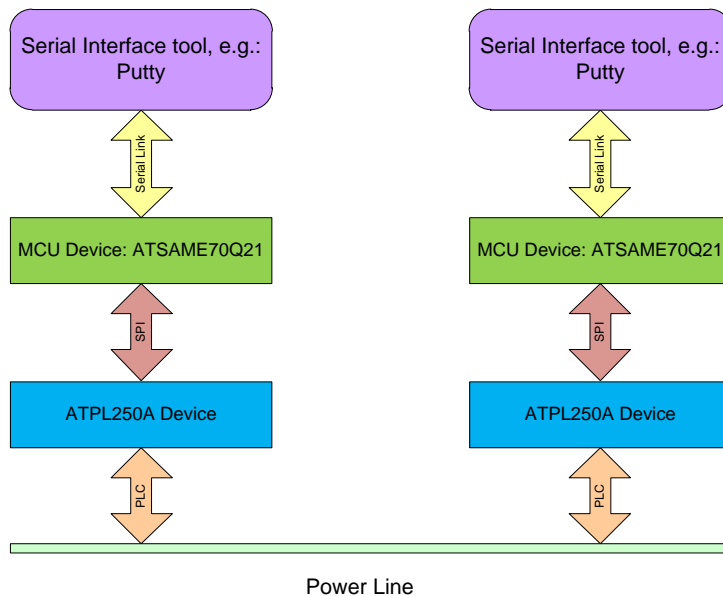 Serial Interface tool, e.g.:
Putty
Serial Interface tool, e.g.:
Putty
Serial Link
Serial Link
MCU Device: ATSAME70Q21
MCU Device: ATSAME70Q21
SPI
SPI
ATPL250A Device
ATPL250A Device
PLC
PLC
Power Line